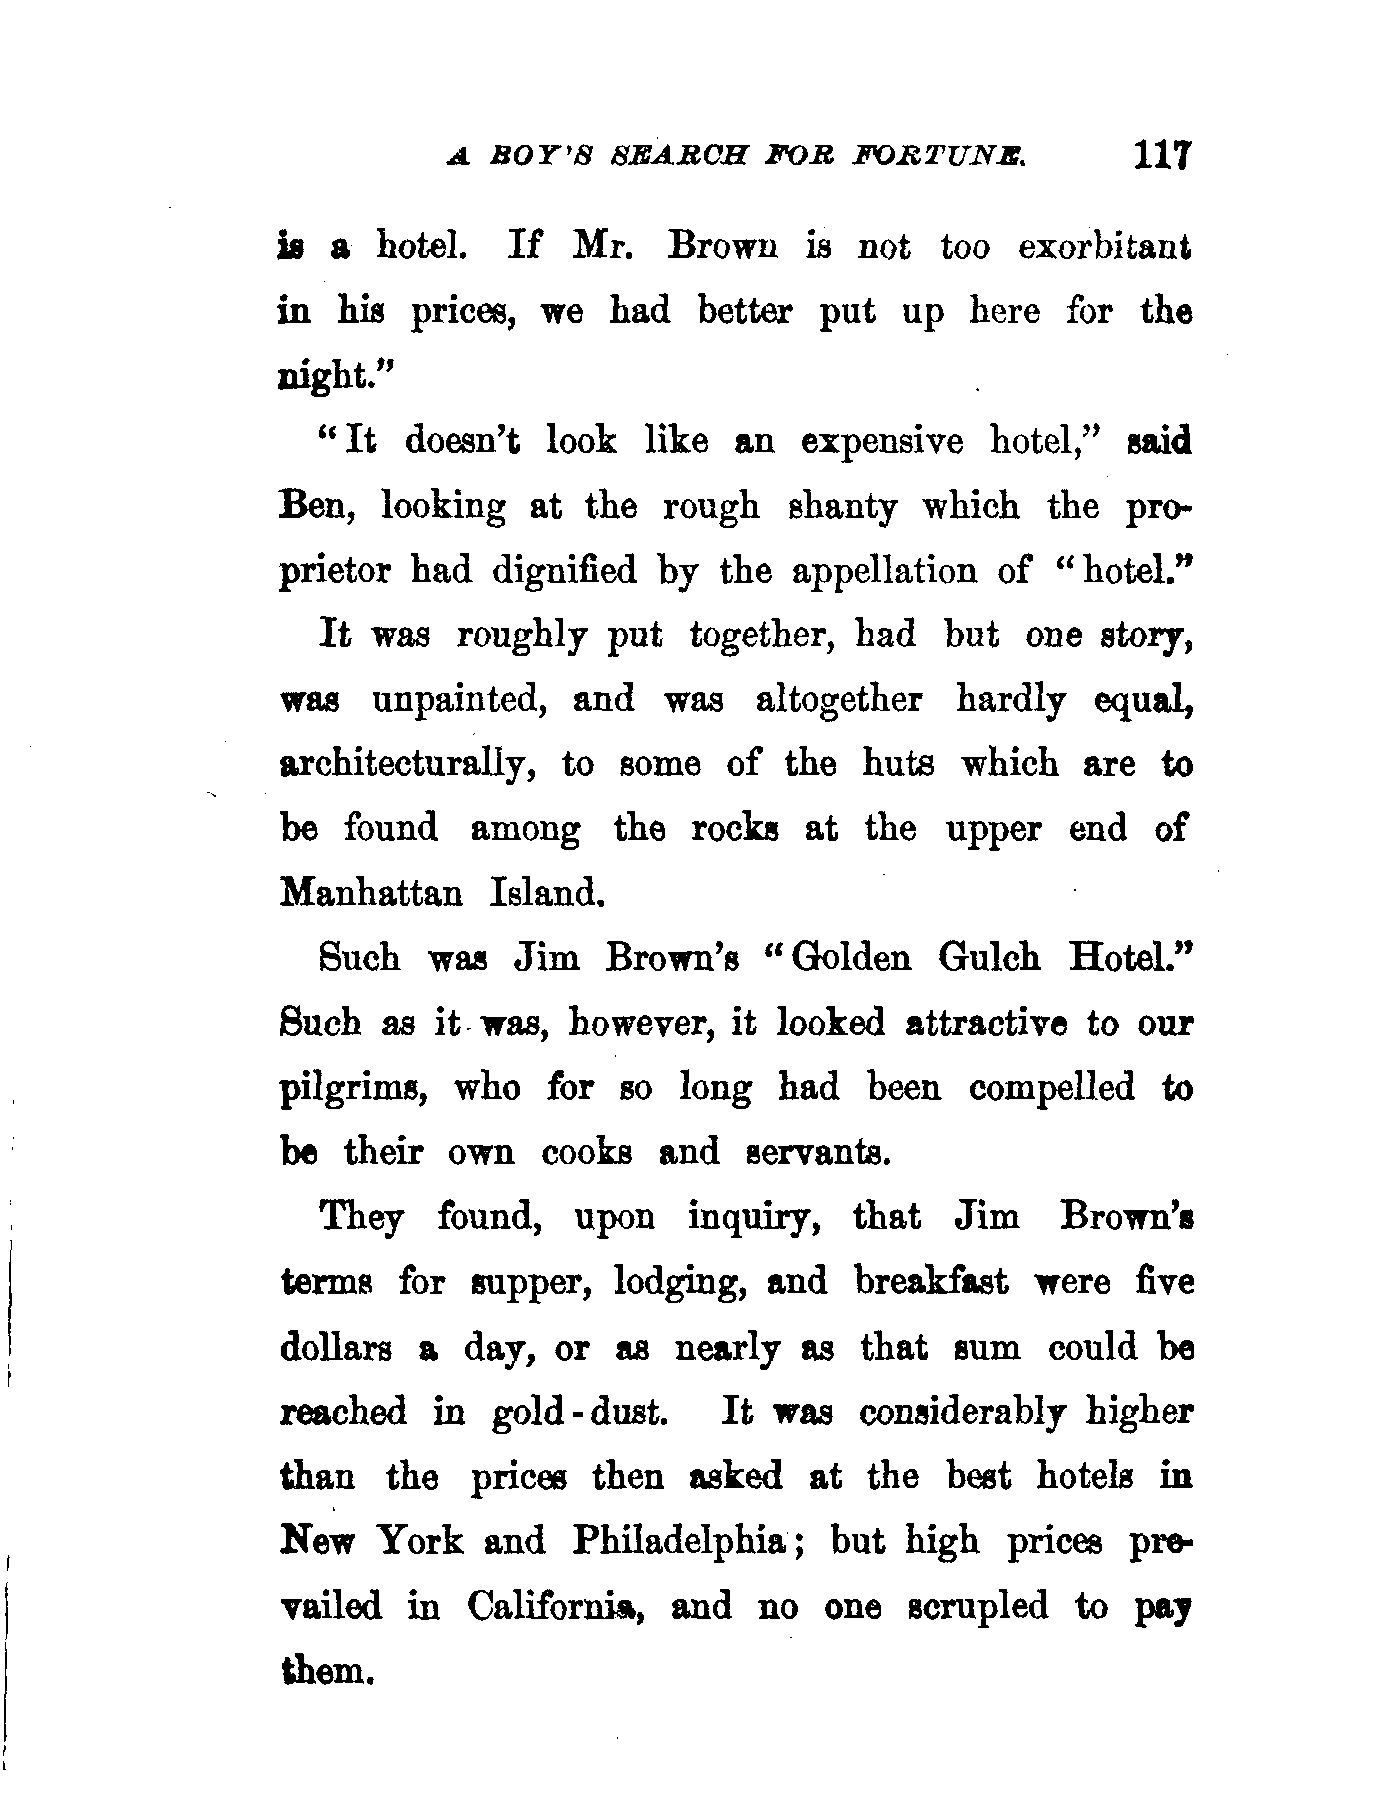 A BOY'S SEARCH FOR FORTUNE. 117
is a hotel. If Mr. Brown is not too exorbitant
in his prices, we had better put up here for the
night."
"It doesn't look like an expensive hotel," said
Ben, looking at the rough shanty which the pro-
prietor had dignified by the appellation of "hotel."
It was roughly put together, had but one story,
was unpainted, and was altogether hardly equal,
architecturally, to some of the huts which are to
be found among the rocks at the upper end of
Manhattan Island.
Such was Jim Brown's "Golden Gulch Hotel."
Such as it was, however, it looked attractive to our
pilgrims, who for so long had been compelled to
be their own cooks and servants.
They found, upon inquiry, that Jim Brown's
terms for supper, lodging, and breakfast were five
dollars a day, or as nearly as that sum could be
reached in gold-dust. It was considerably higher
than the prices then asked at the best hotels in
New York and Philadelphia; but high prices pre-
vailed in California, and no one scrupled to pay
them.